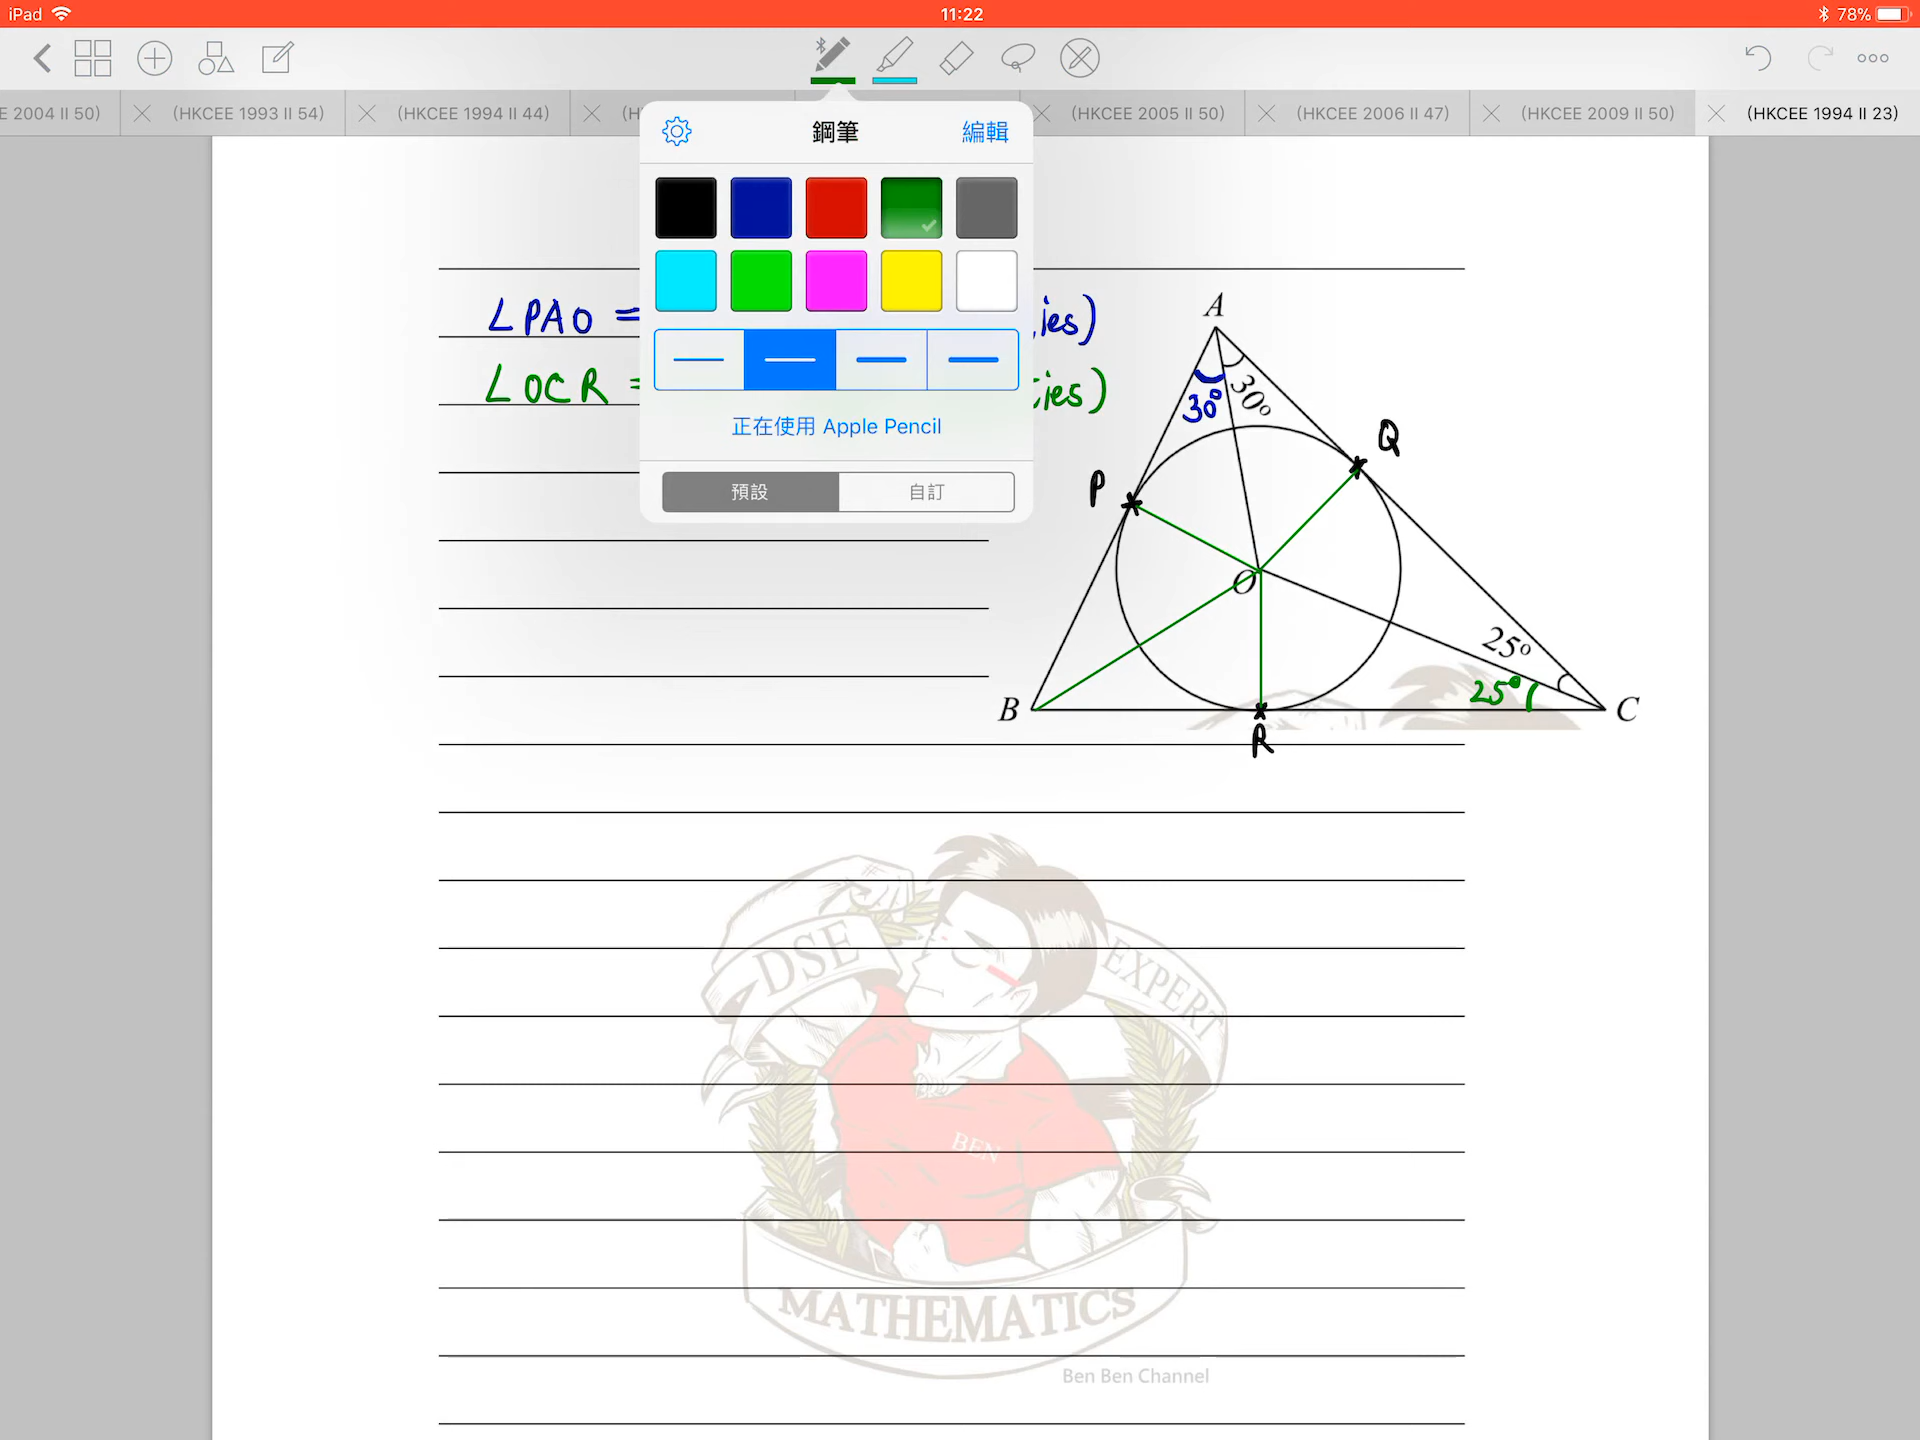 iPad 11:22 78%
E 2004 II 50) (HKCEE 1993 II 54) (HKCEE 1994 II 44) (H (HKCEE 2005 II 50) (HKCEE 2006 II 47) (HKCEE 2009 II 50) (HKCEE 1994 II 23)
鋼筆 編輯
∠PAO = ies)
∠OCR = ies)
正在使用 Apple Pencil
預設 自訂
A
30° 30°
Q
P
O
25°
25°
B C
R
DSE EXPERT
BEN
MATHEMATICS
Ben Ben Channel